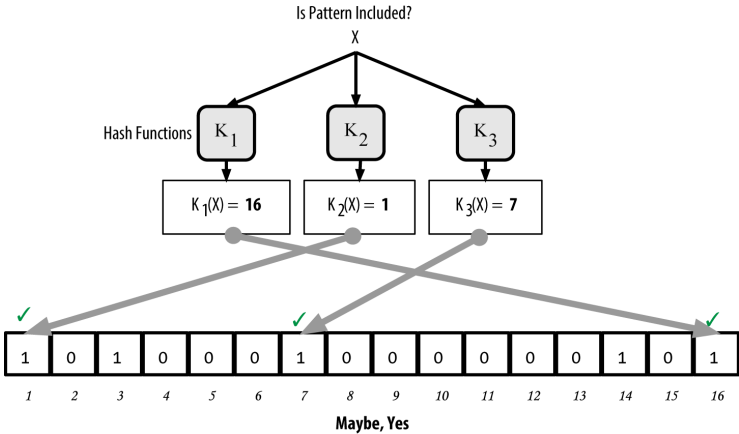 Is Pattern Included?
X
Hash Functions K1 K2 K3
K1(X) = 16 K2(X) = 1 K3(X) = 7
✓ ✓ ✓
1 0 1 0 0 0 1 0 0 0 0 0 0 1 0 1
1 2 3 4 5 6 7 8 9 10 11 12 13 14 15 16
Maybe, Yes